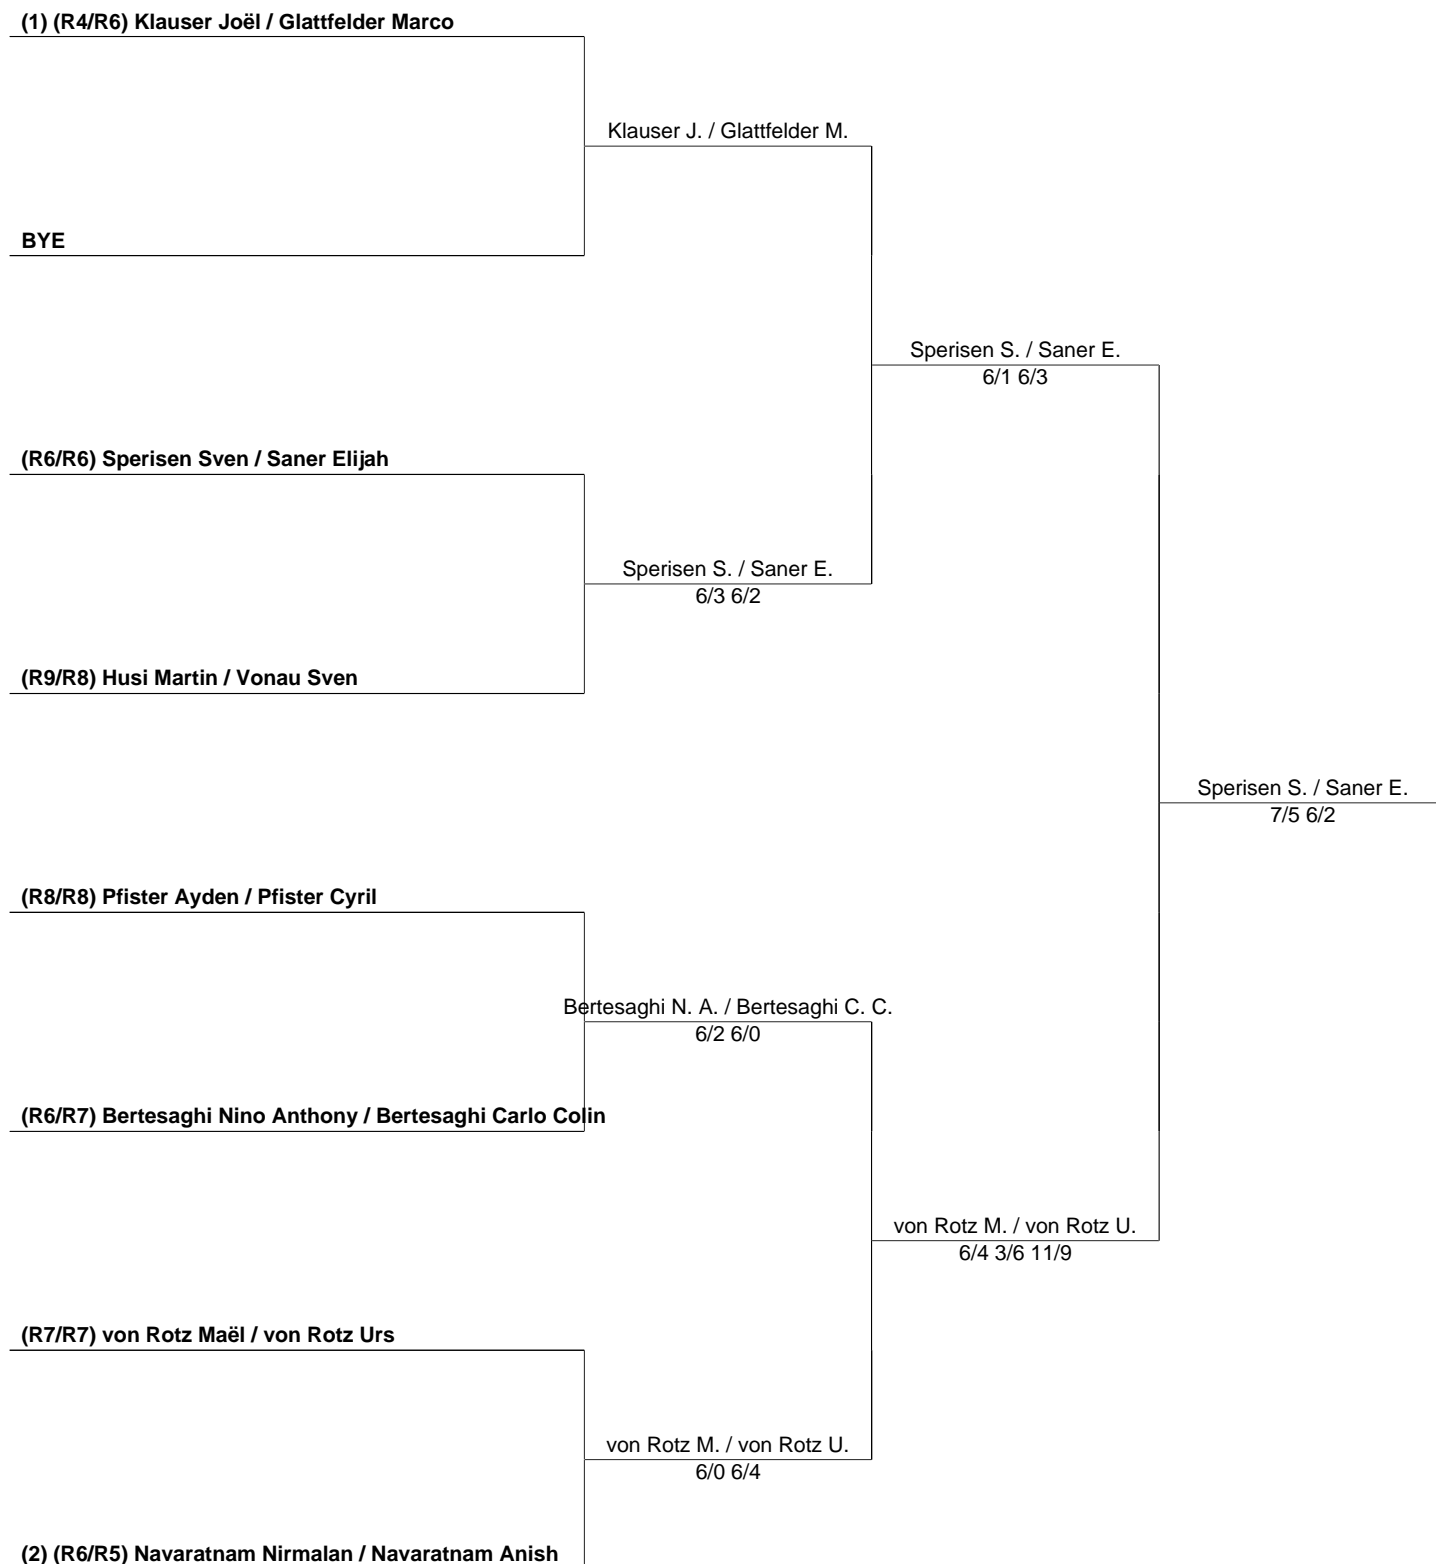 (1) (R4/R6) Klauser Joël / Glattfelder Marco
Klauser J. / Glattfelder M.
BYE
Sperisen S. / Saner E.
6/1 6/3
(R6/R6) Sperisen Sven / Saner Elijah
Sperisen S. / Saner E.
6/3 6/2
(R9/R8) Husi Martin / Vonau Sven
Sperisen S. / Saner E.
7/5 6/2
(R8/R8) Pfister Ayden / Pfister Cyril
Bertesaghi N. A. / Bertesaghi C. C.
6/2 6/0
(R6/R7) Bertesaghi Nino Anthony / Bertesaghi Carlo Colin
von Rotz M. / von Rotz U.
6/4 3/6 11/9
(R7/R7) von Rotz Maël / von Rotz Urs
von Rotz M. / von Rotz U.
6/0 6/4
(2) (R6/R5) Navaratnam Nirmalan / Navaratnam Anish